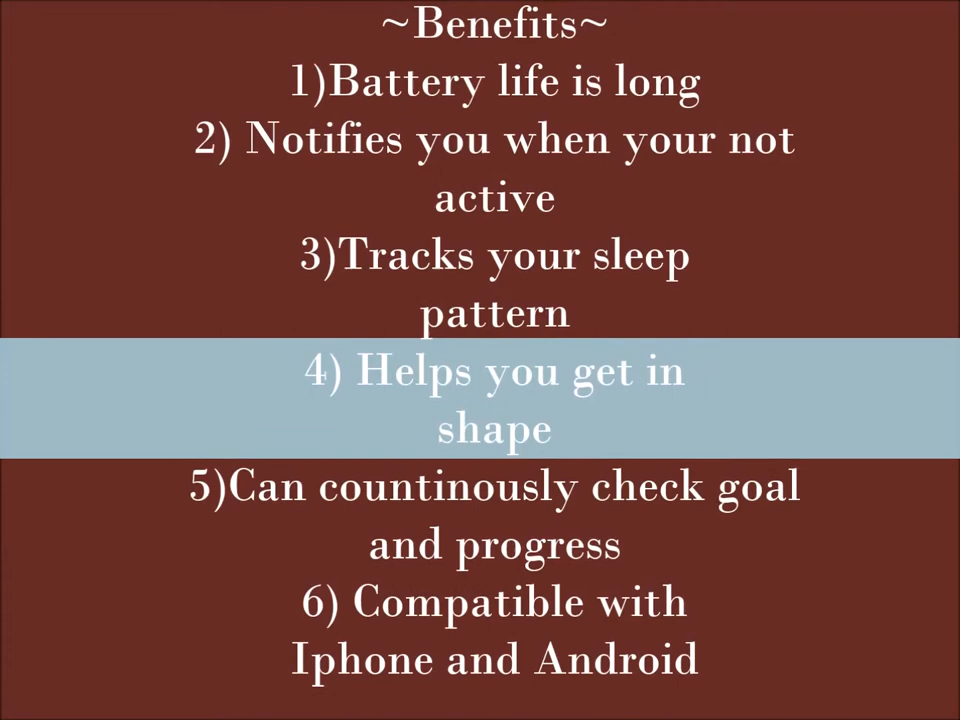 ~Benefits~
1)Battery life is long
2) Notifies you when your not
active
3)Tracks your sleep
pattern
4) Helps you get in
shape
5)Can countinously check goal
and progress
6) Compatible with
Iphone and Android